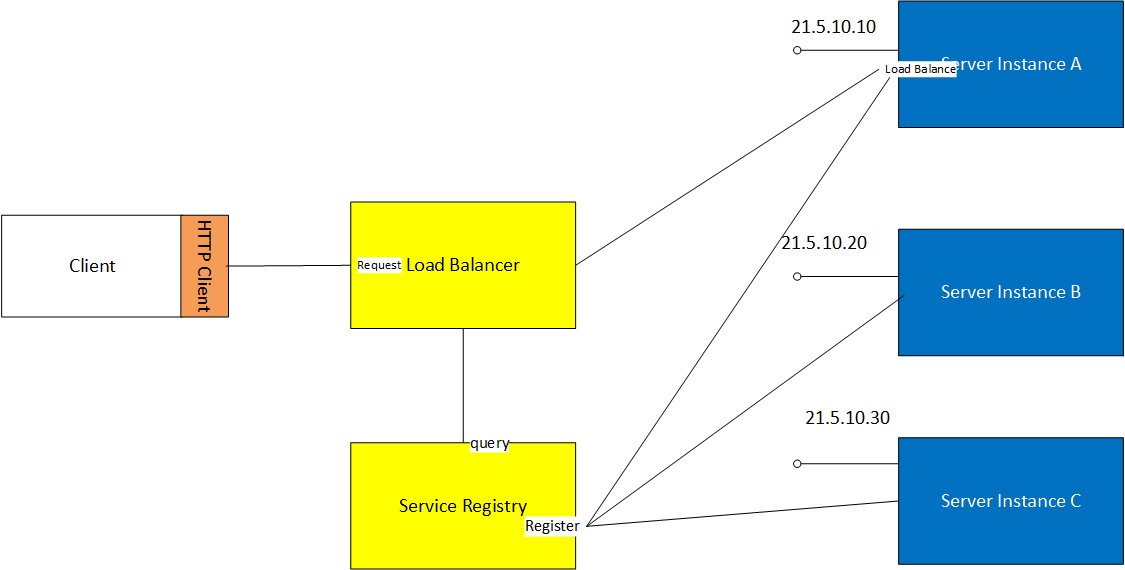 21.5.10.10
Server Instance A
Load Balance
21.5.10.20
HTTP Client
Client
Request
Load Balancer
Server Instance B
21.5.10.30
query
Server Instance C
Service Registry
Register